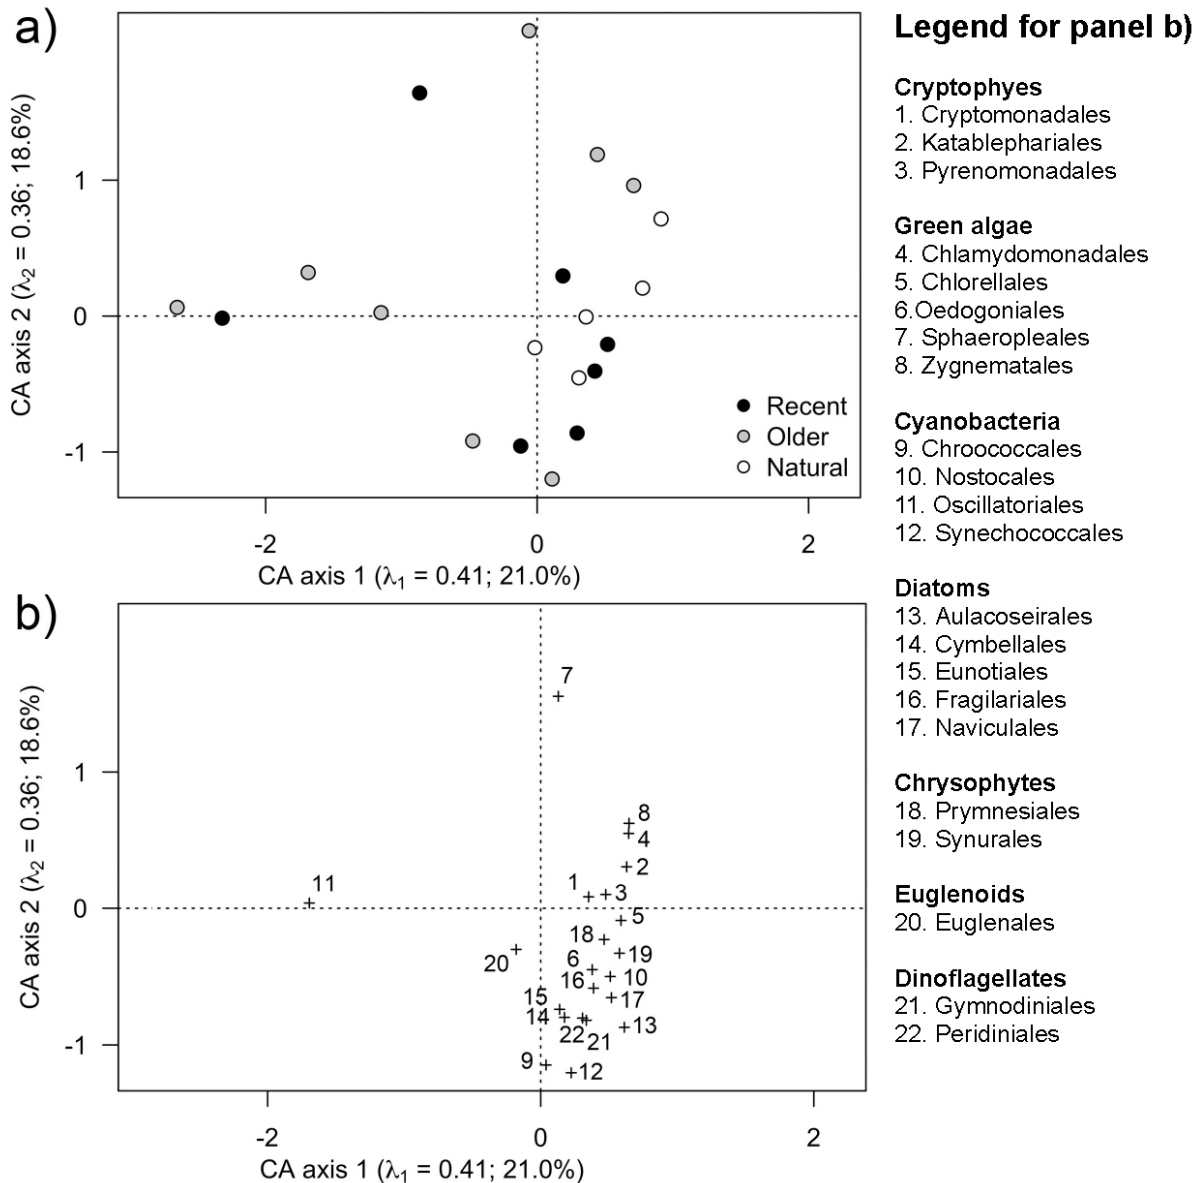 a)
CA axis 2 (λ2 = 0.36; 18.6%)
1
0
-1
Recent
Older
Natural
-2 0 2
CA axis 1 (λ1 = 0.41; 21.0%)
b)
CA axis 2 (λ2 = 0.36; 18.6%)
1
0
-1
7
8
4
2
11
1
3
5
18
20
19
6
16
10
15
17
14
22
13
21
9
12
-2 0 2
CA axis 1 (λ1 = 0.41; 21.0%)
Legend for panel b)
Cryptophyes
1. Cryptomonadales
2. Katablephariales
3. Pyrenomonadales
Green algae
4. Chlamydomonadales
5. Chlorellales
6.Oedogoniales
7. Sphaeropleales
8. Zygnematales
Cyanobacteria
9. Chroococcales
10. Nostocales
11. Oscillatoriales
12. Synechococcales
Diatoms
13. Aulacoseirales
14. Cymbellales
15. Eunotiales
16. Fragilariales
17. Naviculales
Chrysophytes
18. Prymnesiales
19. Synurales
Euglenoids
20. Euglenales
Dinoflagellates
21. Gymnodiniales
22. Peridiniales